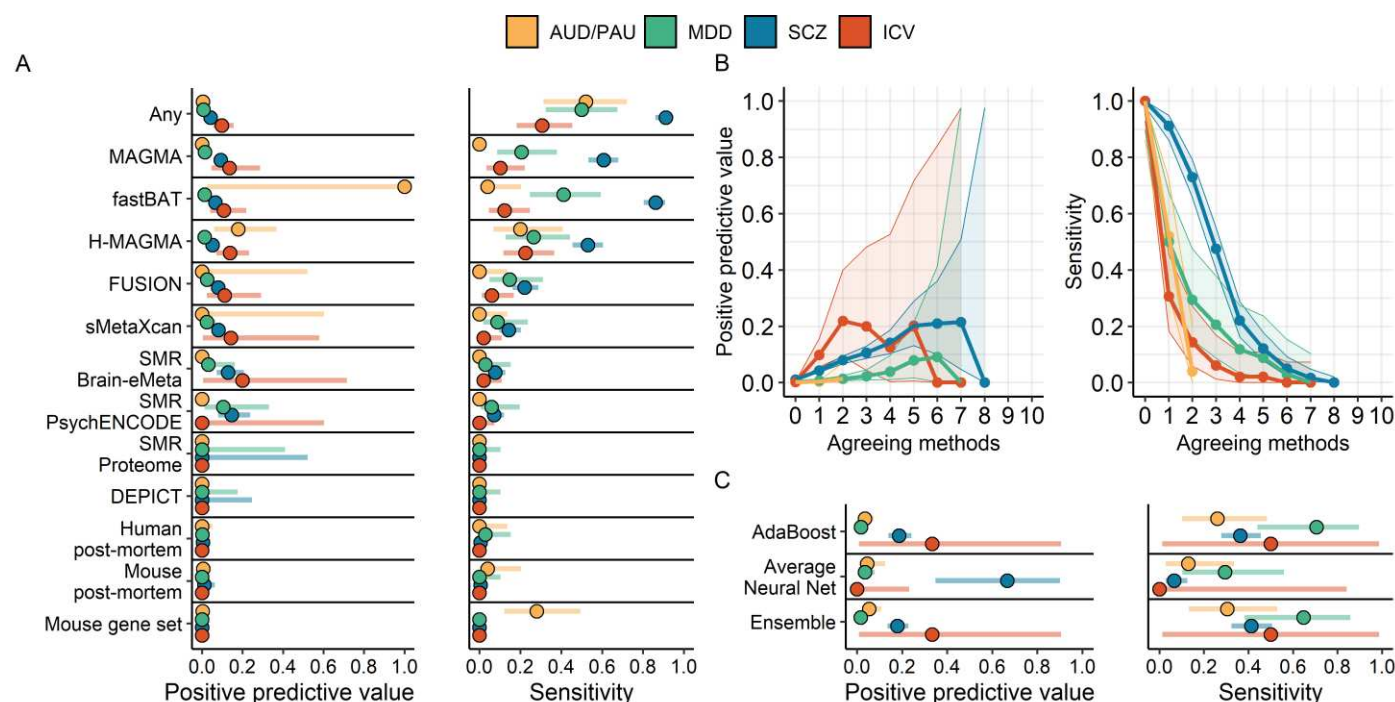 AUD/PAU MDD SCZ ICV
A
Any
MAGMA
fastBAT
H-MAGMA
FUSION
sMetaXcan
SMR
Brain-eMeta
SMR
PsychENCODE
SMR
Proteome
DEPICT
Human
post-mortem
Mouse
post-mortem
Mouse gene set
0.0 0.2 0.4 0.6 0.8 1.0
Positive predictive value
0.0 0.2 0.4 0.6 0.8 1.0
Sensitivity
B
Positive predictive value
1.0
0.8
0.6
0.4
0.2
0.0
0 1 2 3 4 5 6 7 8 9 10
Agreeing methods
Sensitivity
1.0
0.8
0.6
0.4
0.2
0.0
0 1 2 3 4 5 6 7 8 9 10
Agreeing methods
C
AdaBoost
Average
Neural Net
Ensemble
0.0 0.2 0.4 0.6 0.8 1.0
Positive predictive value
0.0 0.2 0.4 0.6 0.8 1.0
Sensitivity